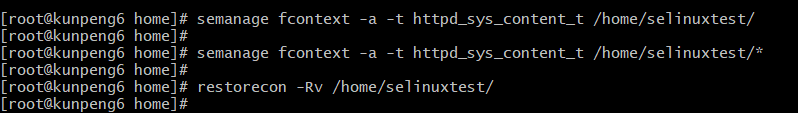 [root@kunpeng6 home]# semanage fcontext -a -t httpd_sys_content_t /home/selinuxtest/
[root@kunpeng6 home]#
[root@kunpeng6 home]# semanage fcontext -a -t httpd_sys_content_t /home/selinuxtest/*
[root@kunpeng6 home]#
[root@kunpeng6 home]# restorecon -Rv /home/selinuxtest/
[root@kunpeng6 home]#